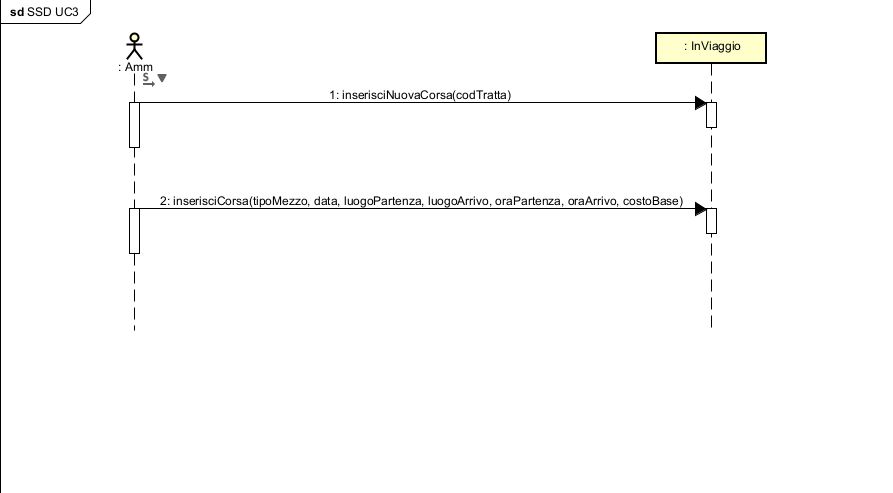 sd SSD UC3
: Amm
S
: InViaggio
1: inserisciNuovaCorsa(codTratta)
2: inserisciCorsa(tipoMezzo, data, luogoPartenza, luogoArrivo, oraPartenza, oraArrivo, costoBase)